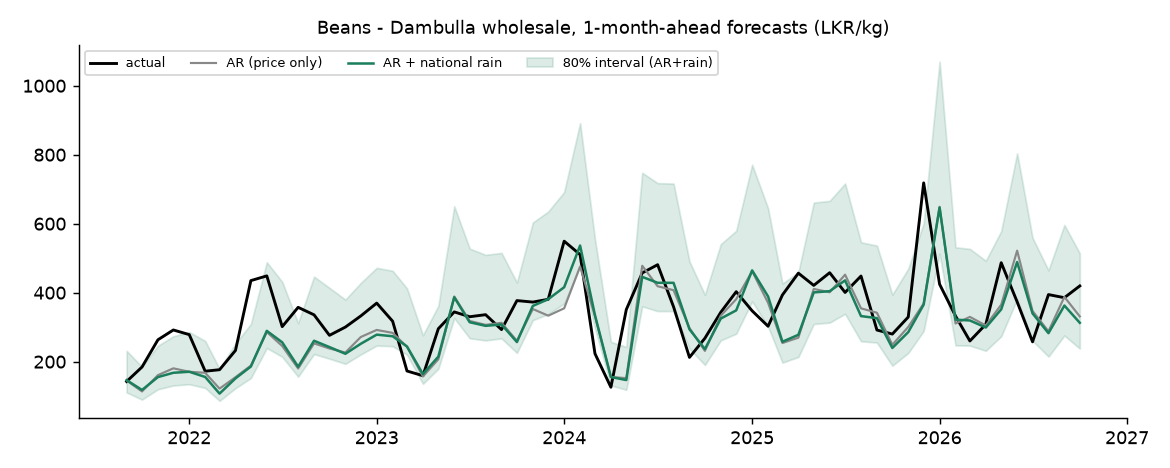 Beans - Dambulla wholesale, 1-month-ahead forecasts (LKR/kg)
actual AR (price only) AR + national rain 80% interval (AR+rain)
1000
800
600
400
200
2022 2023 2024 2025 2026 2027